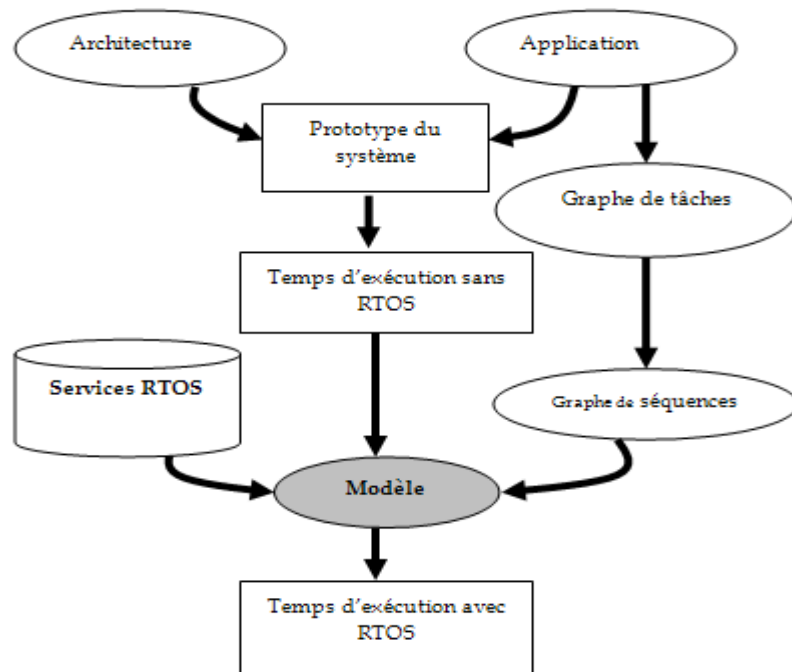 Architecture
Application
Prototype du
système
Graphe de tâches
Temps d'exécution sans
RTOS
Services RTOS
Graphe de séquences
Modèle
Temps d'exécution avec
RTOS